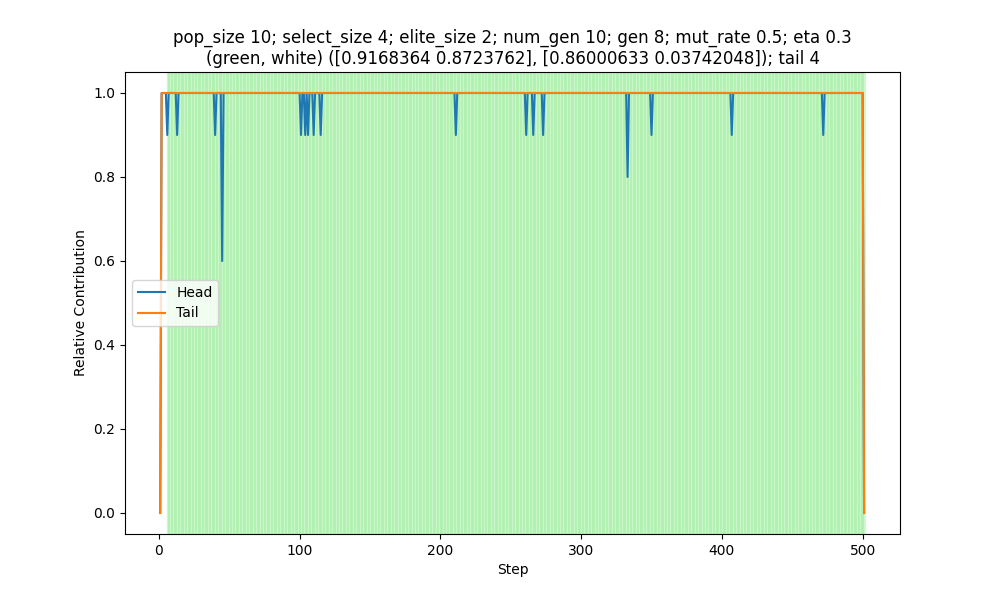 pop_size 10; select_size 4; elite_size 2; num_gen 10; gen 8; mut_rate 0.5; eta 0.3
(green, white) ([0.9168364 0.8723762], [0.86000633 0.03742048]); tail 4
1.0
0.8
0.6
0.4
0.2
0.0
Relative Contribution
Head
Tail
0
100
200
300
400
500
Step